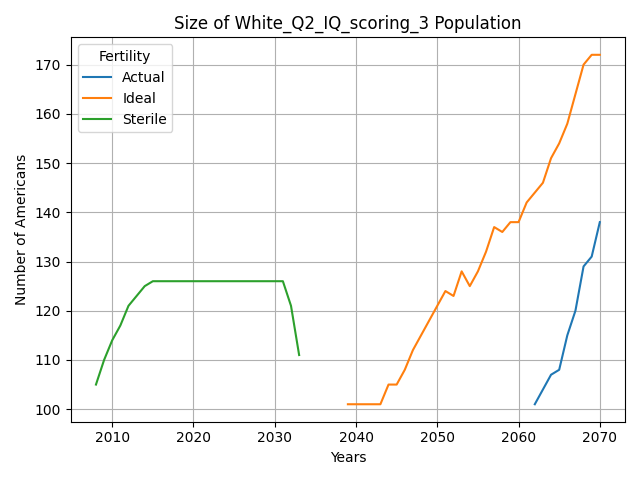 Size of White_Q2_IQ_scoring_3 Population
Fertility
Actual
Ideal
Sterile
Number of Americans
170
160
150
140
130
120
110
100
2010 2020 2030 2040 2050 2060 2070
Years